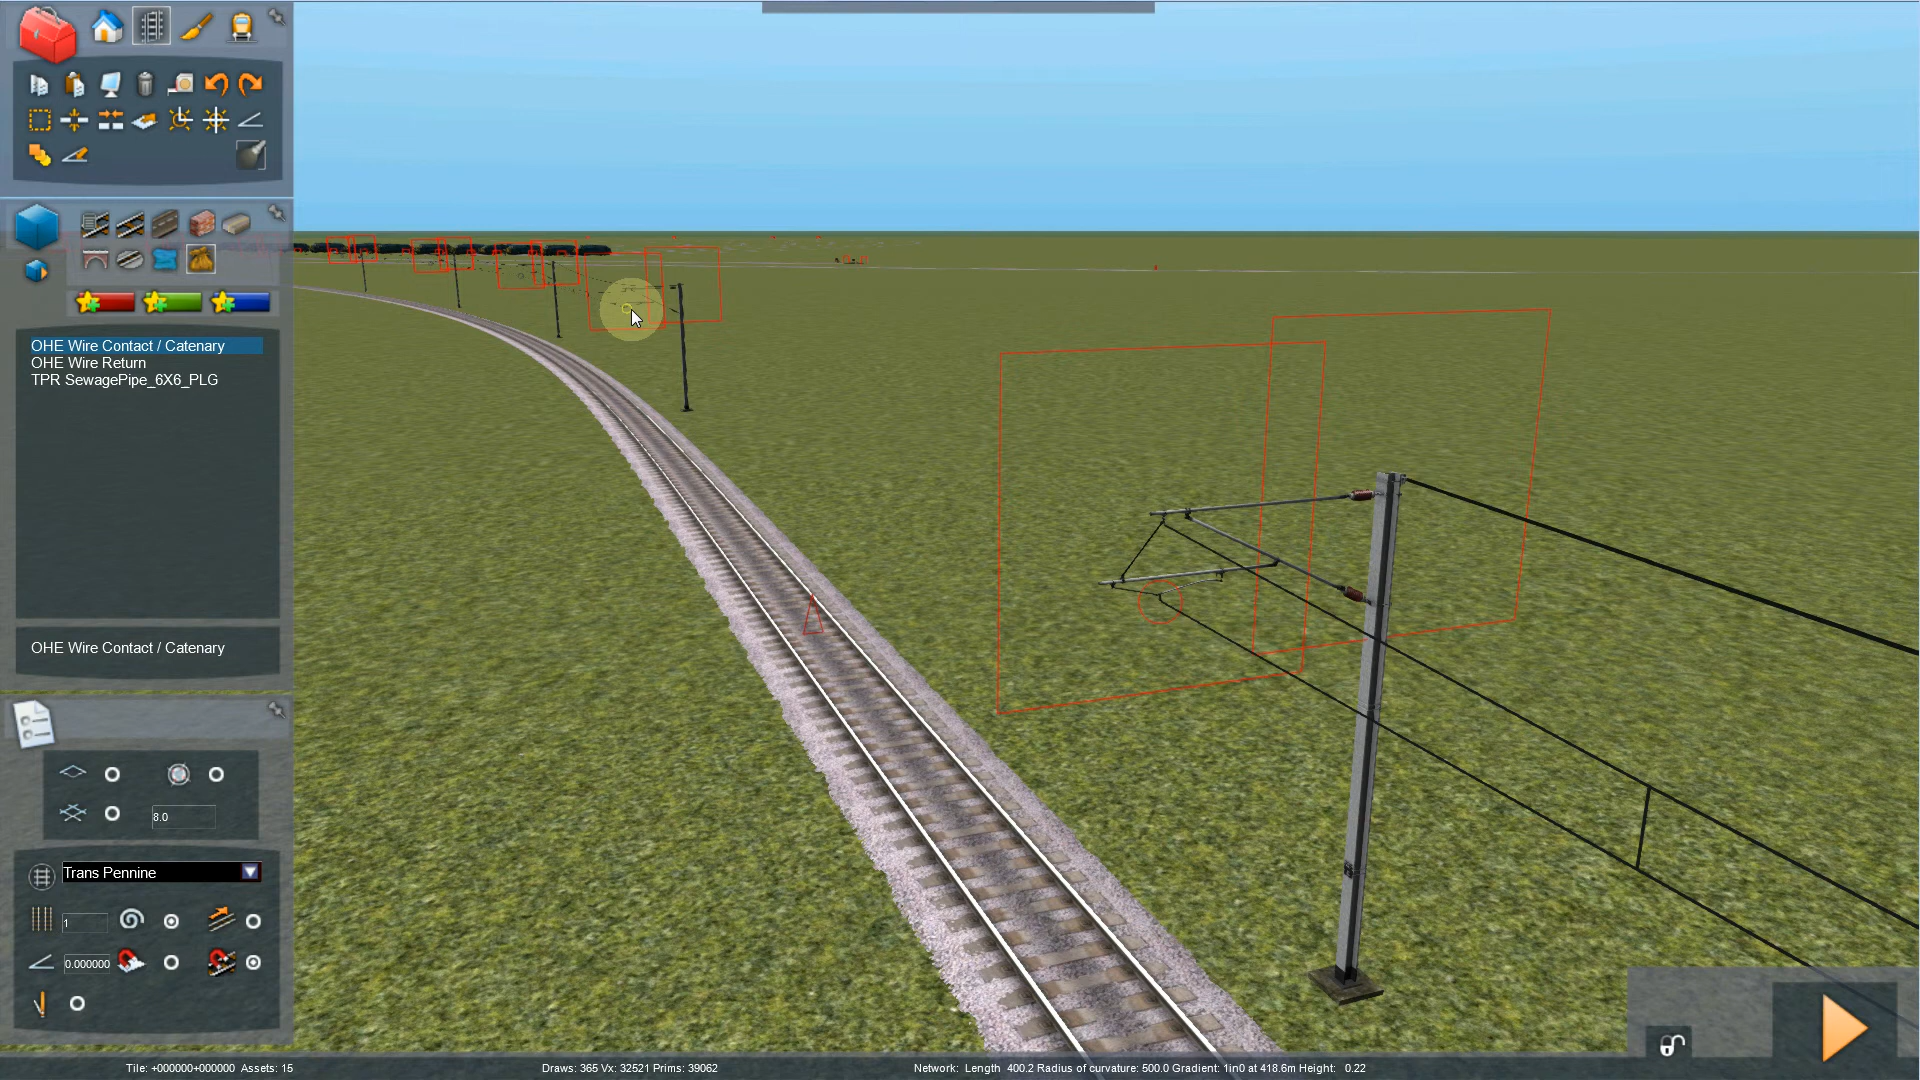 OHE Wire Contact / Catenary
OHE Wire Return
TPR SewagePipe_6X6_PLG
OHE Wire Contact / Catenary
8.0
Trans Pennine
1
0.000000
Tile: +000000+000000 Assets: 15
Draws: 365 Vx: 32521 Prims: 39062
Network: Length 400.2 Radius of curvature: 500.0 Gradient: 1in0 at 418.6m Height: 0.22